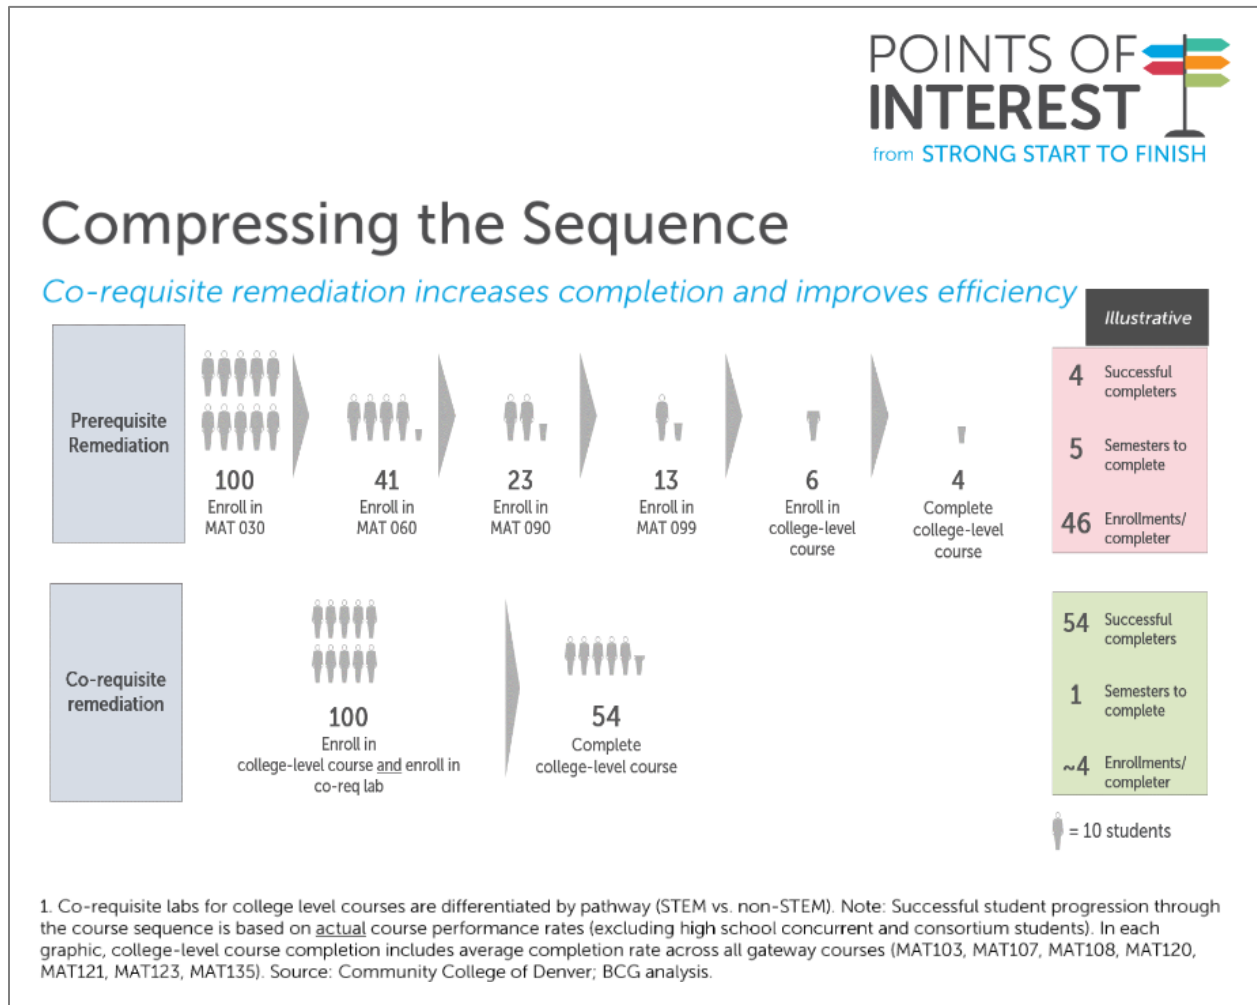 POINTS OF
INTEREST
from STRONG START TO FINISH
Compressing the Sequence
Co-requisite remediation increases completion and improves efficiency
Illustrative
Prerequisite
Remediation
100
Enroll in
MAT 030
41
Enroll in
MAT 060
23
Enroll in
MAT 090
13
Enroll in
MAT 099
6
Enroll in
college-level
course
4
Complete
college-level
course
4 Successful
completers
5 Semesters to
complete
46 Enrollments/
completer
Co-requisite
remediation
100
Enroll in
college-level course and enroll in
co-req lab
54
Complete
college-level course
54 Successful
completers
1 Semesters to
complete
~4 Enrollments/
completer
= 10 students
1. Co-requisite labs for college level courses are differentiated by pathway (STEM vs. non-STEM). Note: Successful student progression through
the course sequence is based on actual course performance rates (excluding high school concurrent and consortium students). In each
graphic, college-level course completion includes average completion rate across all gateway courses (MAT103, MAT107, MAT108, MAT120,
MAT121, MAT123, MAT135). Source: Community College of Denver; BCG analysis.